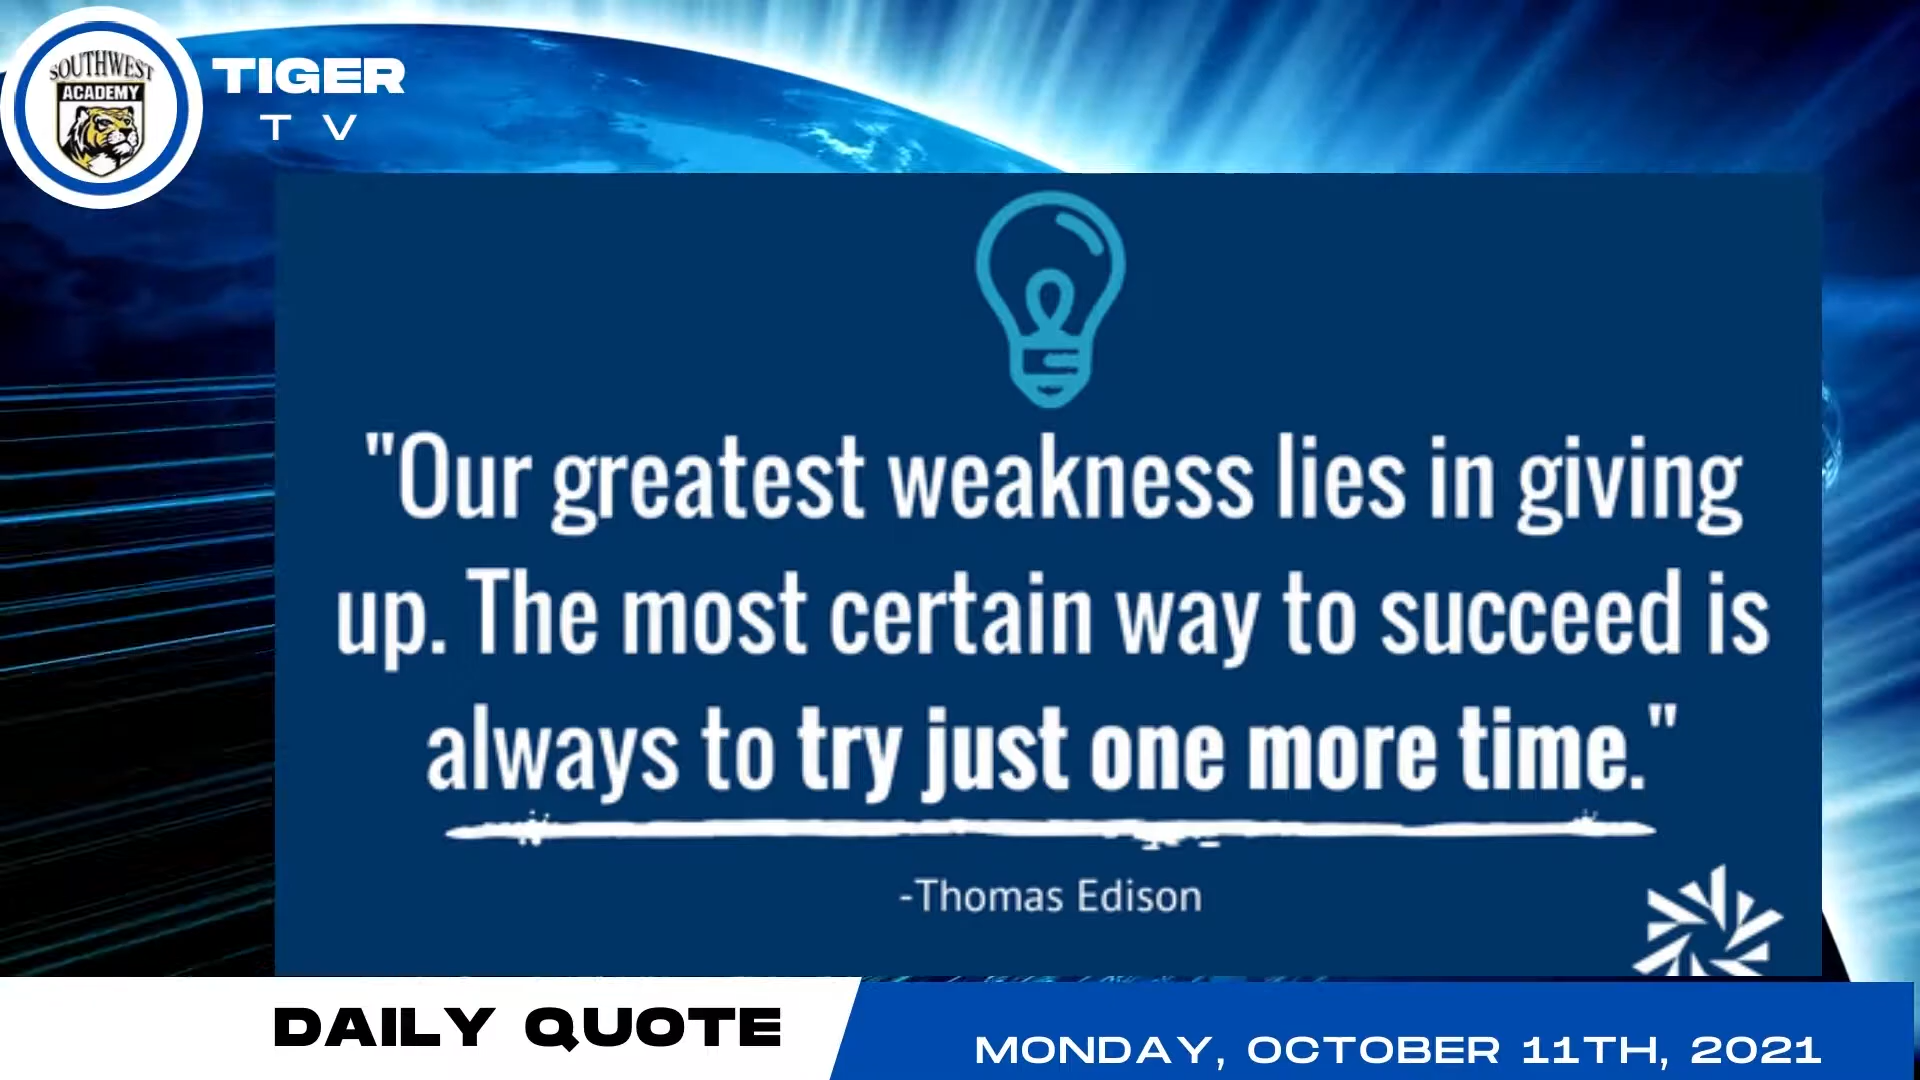 SOUTHWEST
ACADEMY
TIGER
TV
"Our greatest weakness lies in giving
up. The most certain way to succeed is
always to try just one more time."
-Thomas Edison
DAILY QUOTE
MONDAY, OCTOBER 11TH, 2021